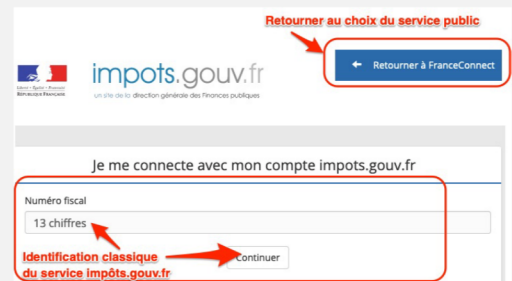 Retourner au choix du service public
← Retourner à FranceConnect
Liberté • Égalité • Fraternité
RÉPUBLIQUE FRANÇAISE
impots.gouv.fr
un site de la direction générale des Finances publiques
Je me connecte avec mon compte impots.gouv.fr
Numéro fiscal
13 chiffres
Identification classique
du service impôts.gouv.fr
Continuer